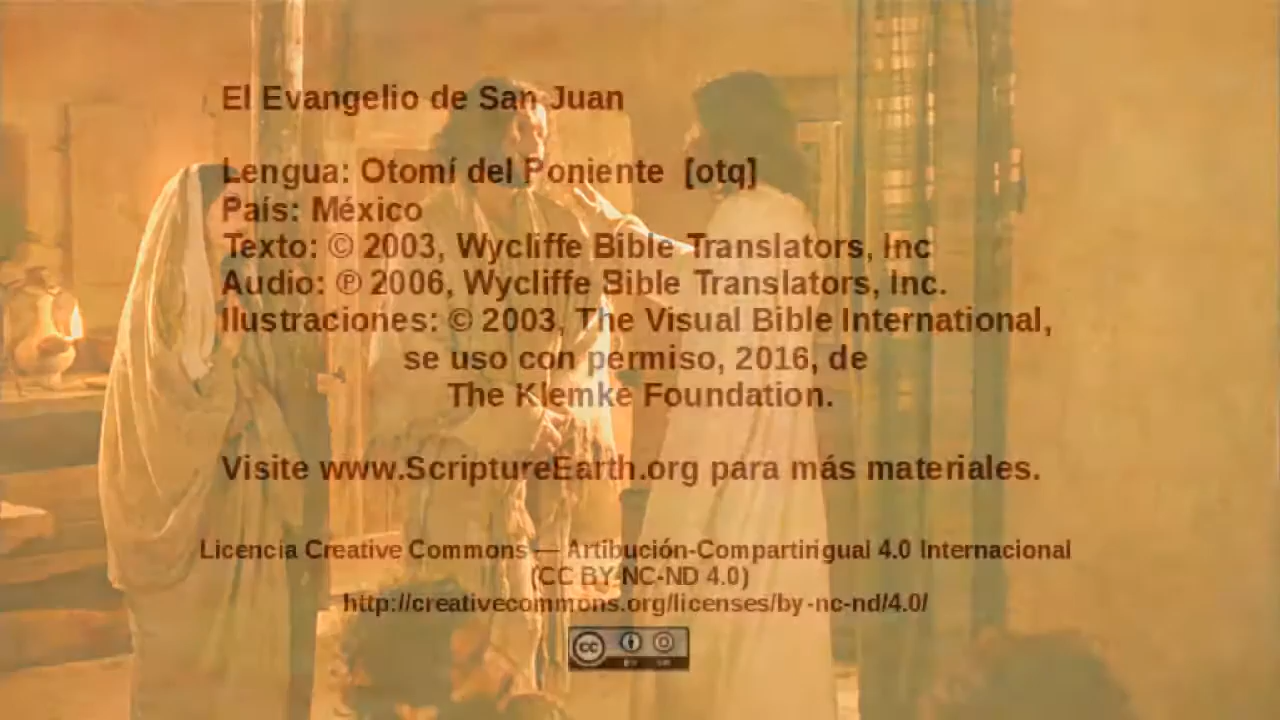 El Evangelio de San Juan
Lengua: Otomí del Poniente [otq]
País: México
Texto: © 2003, Wycliffe Bible Translators, Inc
Audio: ℗ 2006, Wycliffe Bible Translators, Inc.
Ilustraciones: © 2003, The Visual Bible International,
se uso con permiso, 2016, de
The Klemke Foundation.
Visite www.ScriptureEarth.org para más materiales.
Licencia Creative Commons — Artibución-Compartirigual 4.0 Internacional
(CC BY-NC-ND 4.0)
http://creativecommons.org/licenses/by-nc-nd/4.0/
cc